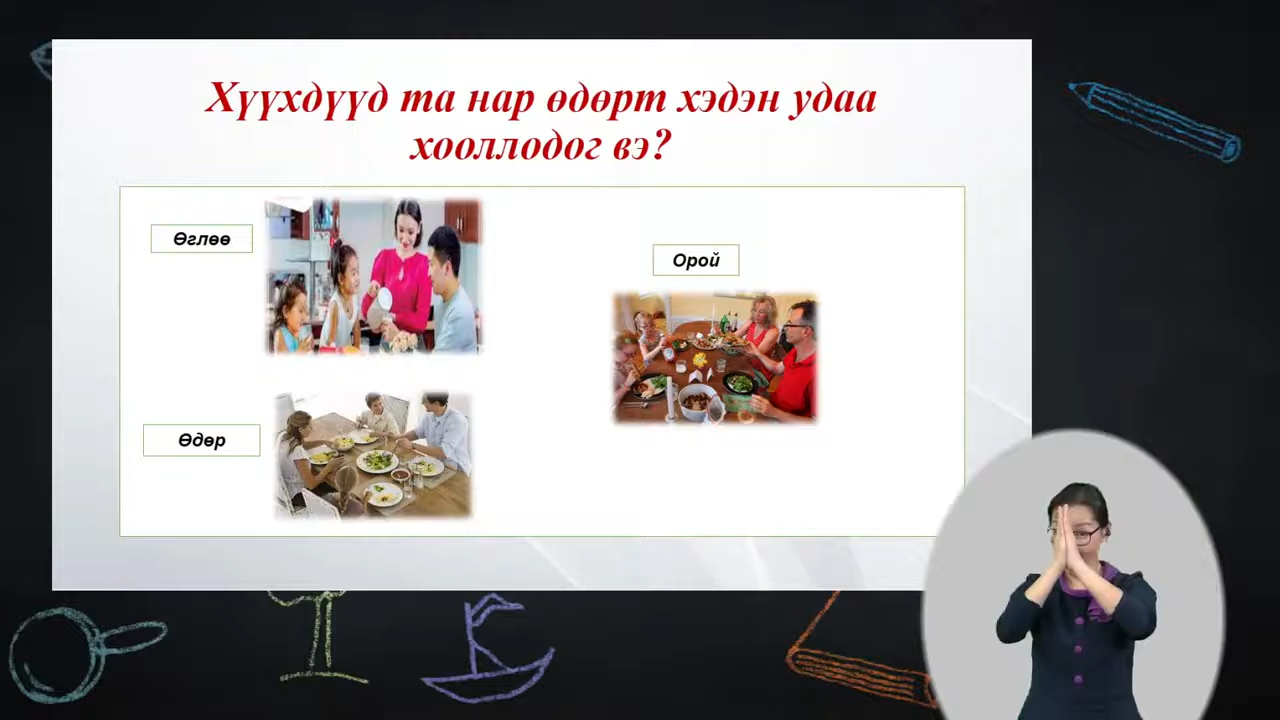 Хүүхдүүд та нар өдөрт хэдэн удаа
хооллодог вэ?
Өглөө
Орой
Өдөр